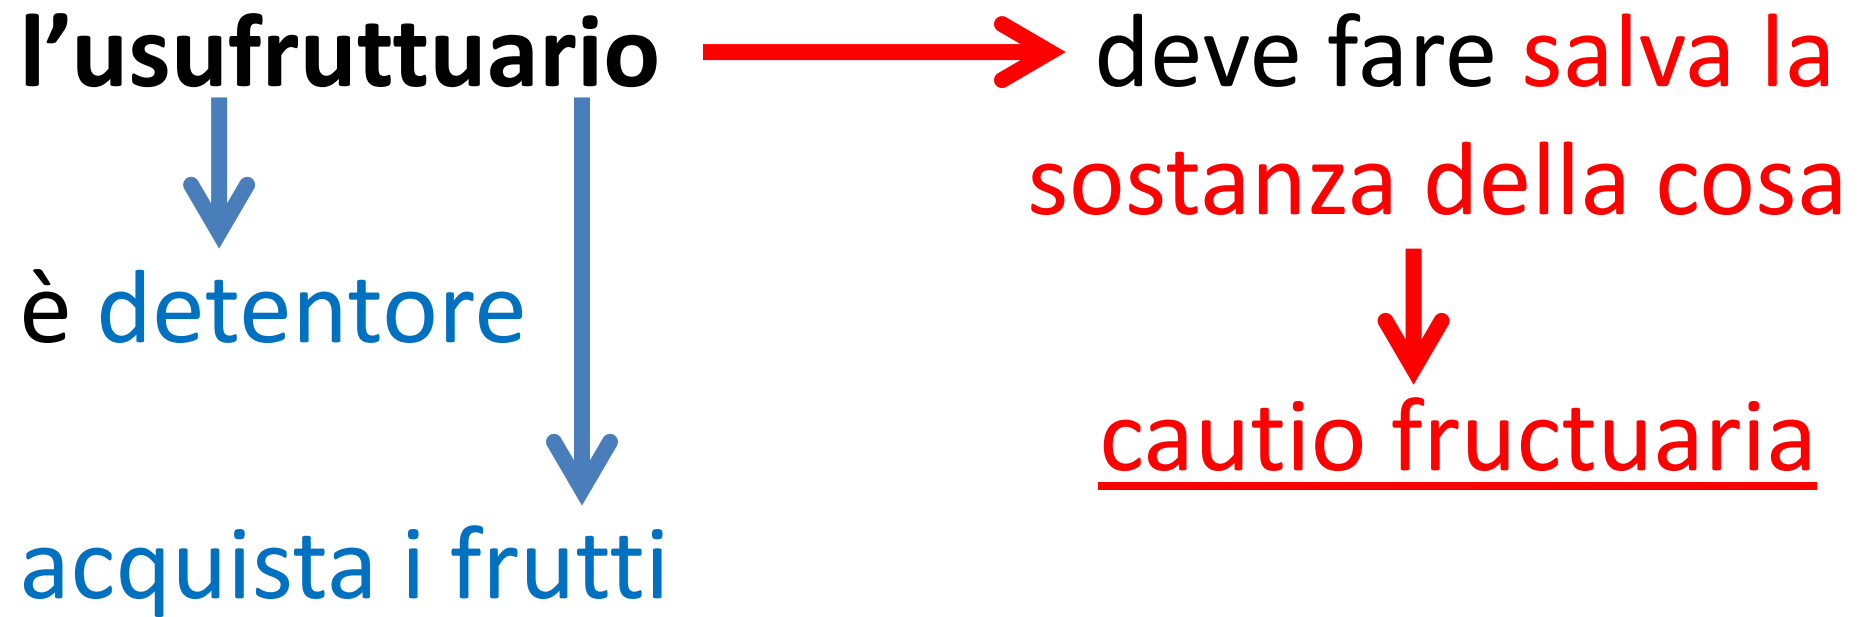 l’usufruttuario
deve fare salva la
sostanza della cosa
è detentore
cautio fructuaria
acquista i frutti